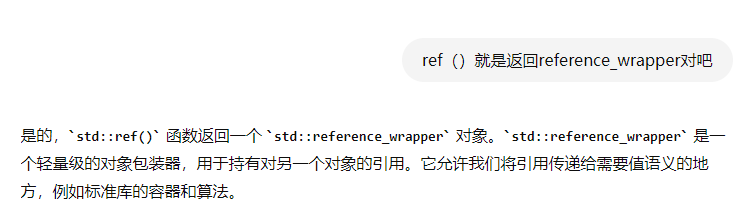 ref（）就是返回reference_wrapper对吧
是的，`std::ref()` 函数返回一个 `std::reference_wrapper` 对象。`std::reference_wrapper` 是一
个轻量级的对象包装器，用于持有对另一个对象的引用。它允许我们将引用传递给需要值语义的地
方，例如标准库的容器和算法。